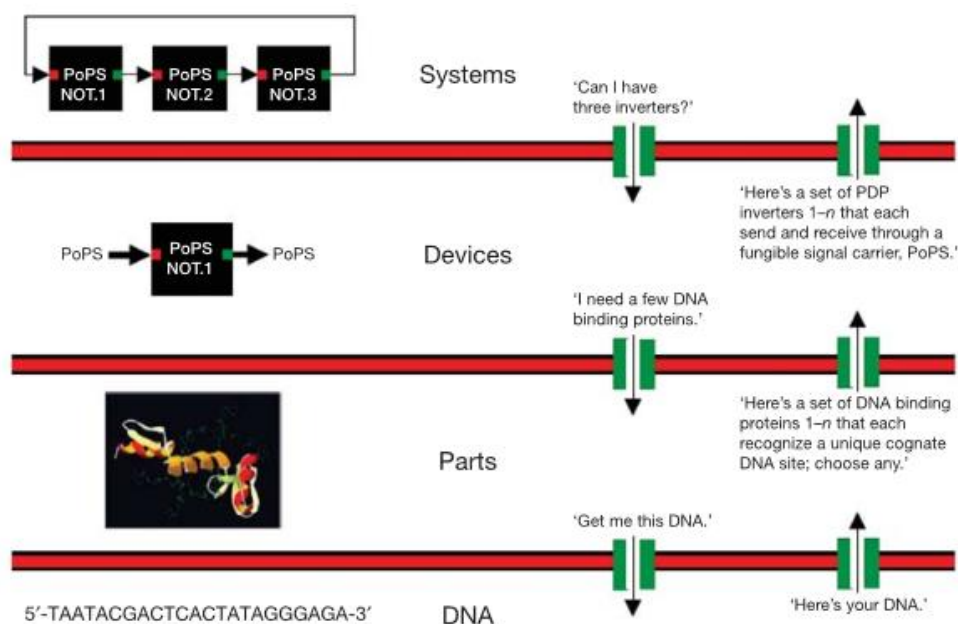 PoPS
NOT.1
PoPS
NOT.2
PoPS
NOT.3
Systems
‘Can I have
three inverters?’
‘Here’s a set of PDP
inverters 1–n that each
send and receive through a
fungible signal carrier, PoPS.’
PoPS
PoPS
NOT.1
PoPS
Devices
‘I need a few DNA
binding proteins.’
‘Here’s a set of DNA binding
proteins 1–n that each
recognize a unique cognate
DNA site; choose any.’
Parts
‘Get me this DNA.’
5′-TAATACGACTCACTATAGGGAGA-3′
DNA
‘Here’s your DNA.’